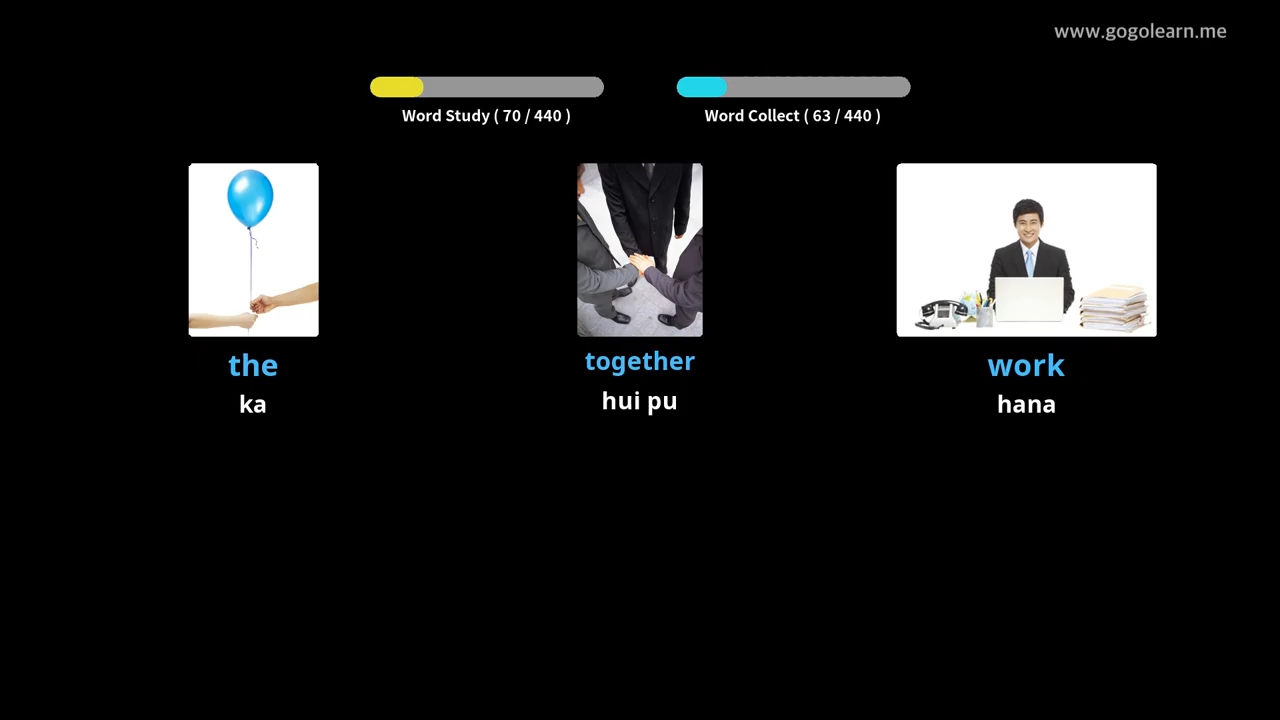 www.gogolearn.me
Word Study ( 70 / 440 )
Word Collect ( 63 / 440 )
the
ka
together
hui pu
work
hana